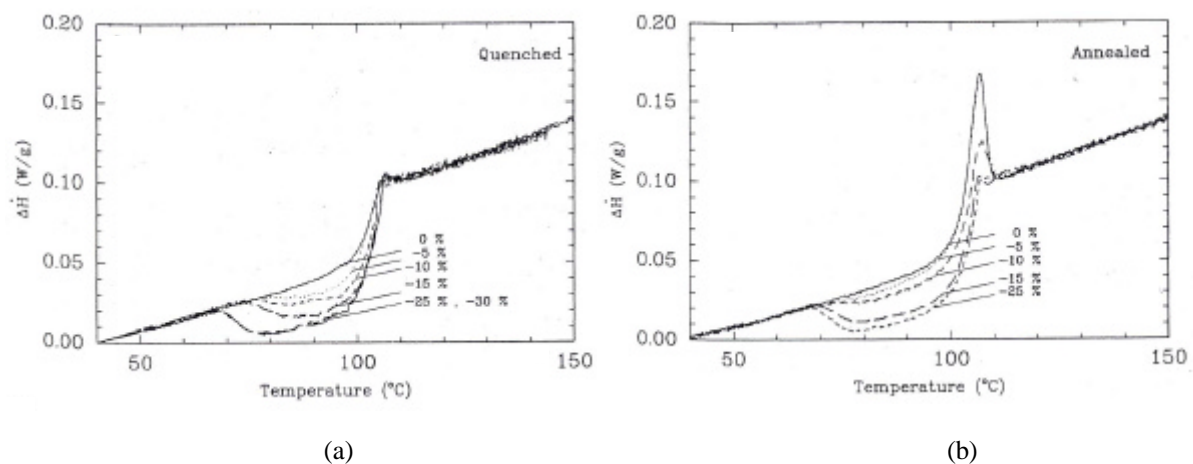 0.20
0.15
0.10
0.05
0.00
ΔḢ (W/g)
Quenched
0 %
-5 %
-10 %
-15 %
-25 % , -30 %
50
100
150
Temperature (°C)
(a)
0.20
0.15
0.10
0.05
0.00
ΔḢ (W/g)
Annealed
0 %
-5 %
-10 %
-15 %
-25 %
50
100
150
Temperature (°C)
(b)